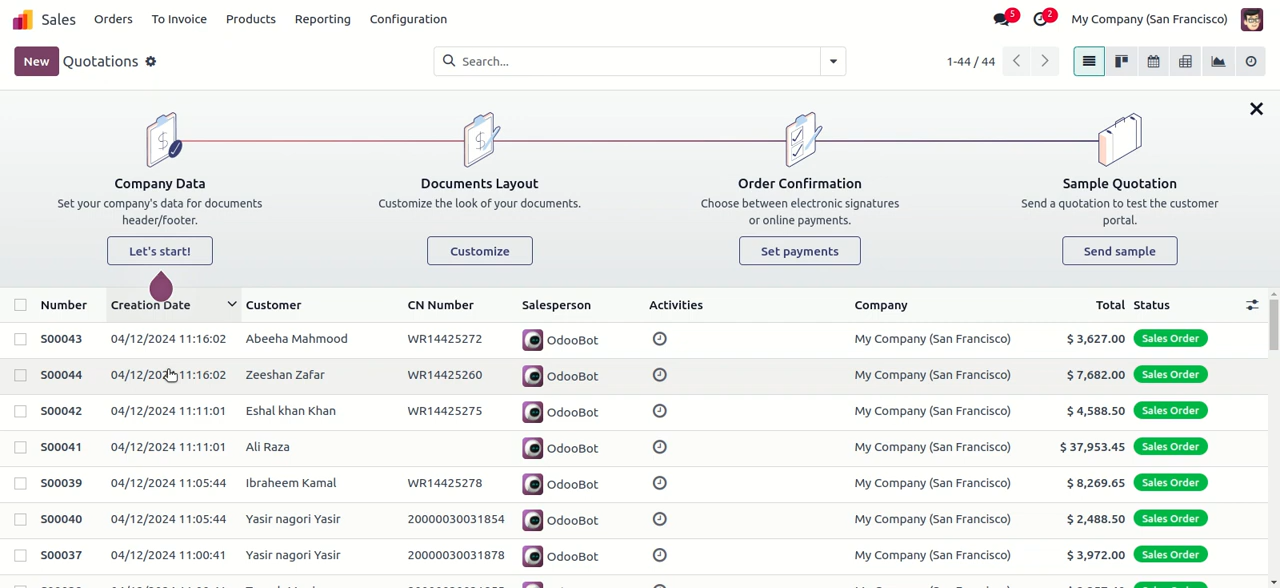 Sales Orders To Invoice Products Reporting Configuration 5 2 My Company (San Francisco)
New Quotations Search... 1-44 / 44
Company Data Documents Layout Order Confirmation Sample Quotation
Set your company's data for documents header/footer.
Customize the look of your documents.
Choose between electronic signatures or online payments.
Send a quotation to test the customer portal.
Let's start! Customize Set payments Send sample
Number Creation Date Customer CN Number Salesperson Activities Company Total Status
S00043 04/12/2024 11:16:02 Abeeha Mahmood WR14425272 OdooBot My Company (San Francisco) $ 3,627.00 Sales Order
S00044 04/12/2024 11:16:02 Zeeshan Zafar WR14425260 OdooBot My Company (San Francisco) $ 7,682.00 Sales Order
S00042 04/12/2024 11:11:01 Eshal khan Khan WR14425275 OdooBot My Company (San Francisco) $ 4,588.50 Sales Order
S00041 04/12/2024 11:11:01 Ali Raza OdooBot My Company (San Francisco) $ 37,953.45 Sales Order
S00039 04/12/2024 11:05:44 Ibraheem Kamal WR14425278 OdooBot My Company (San Francisco) $ 8,269.65 Sales Order
S00040 04/12/2024 11:05:44 Yasir nagori Yasir 20000030031854 OdooBot My Company (San Francisco) $ 2,488.50 Sales Order
S00037 04/12/2024 11:00:41 Yasir nagori Yasir 20000030031878 OdooBot My Company (San Francisco) $ 3,972.00 Sales Order